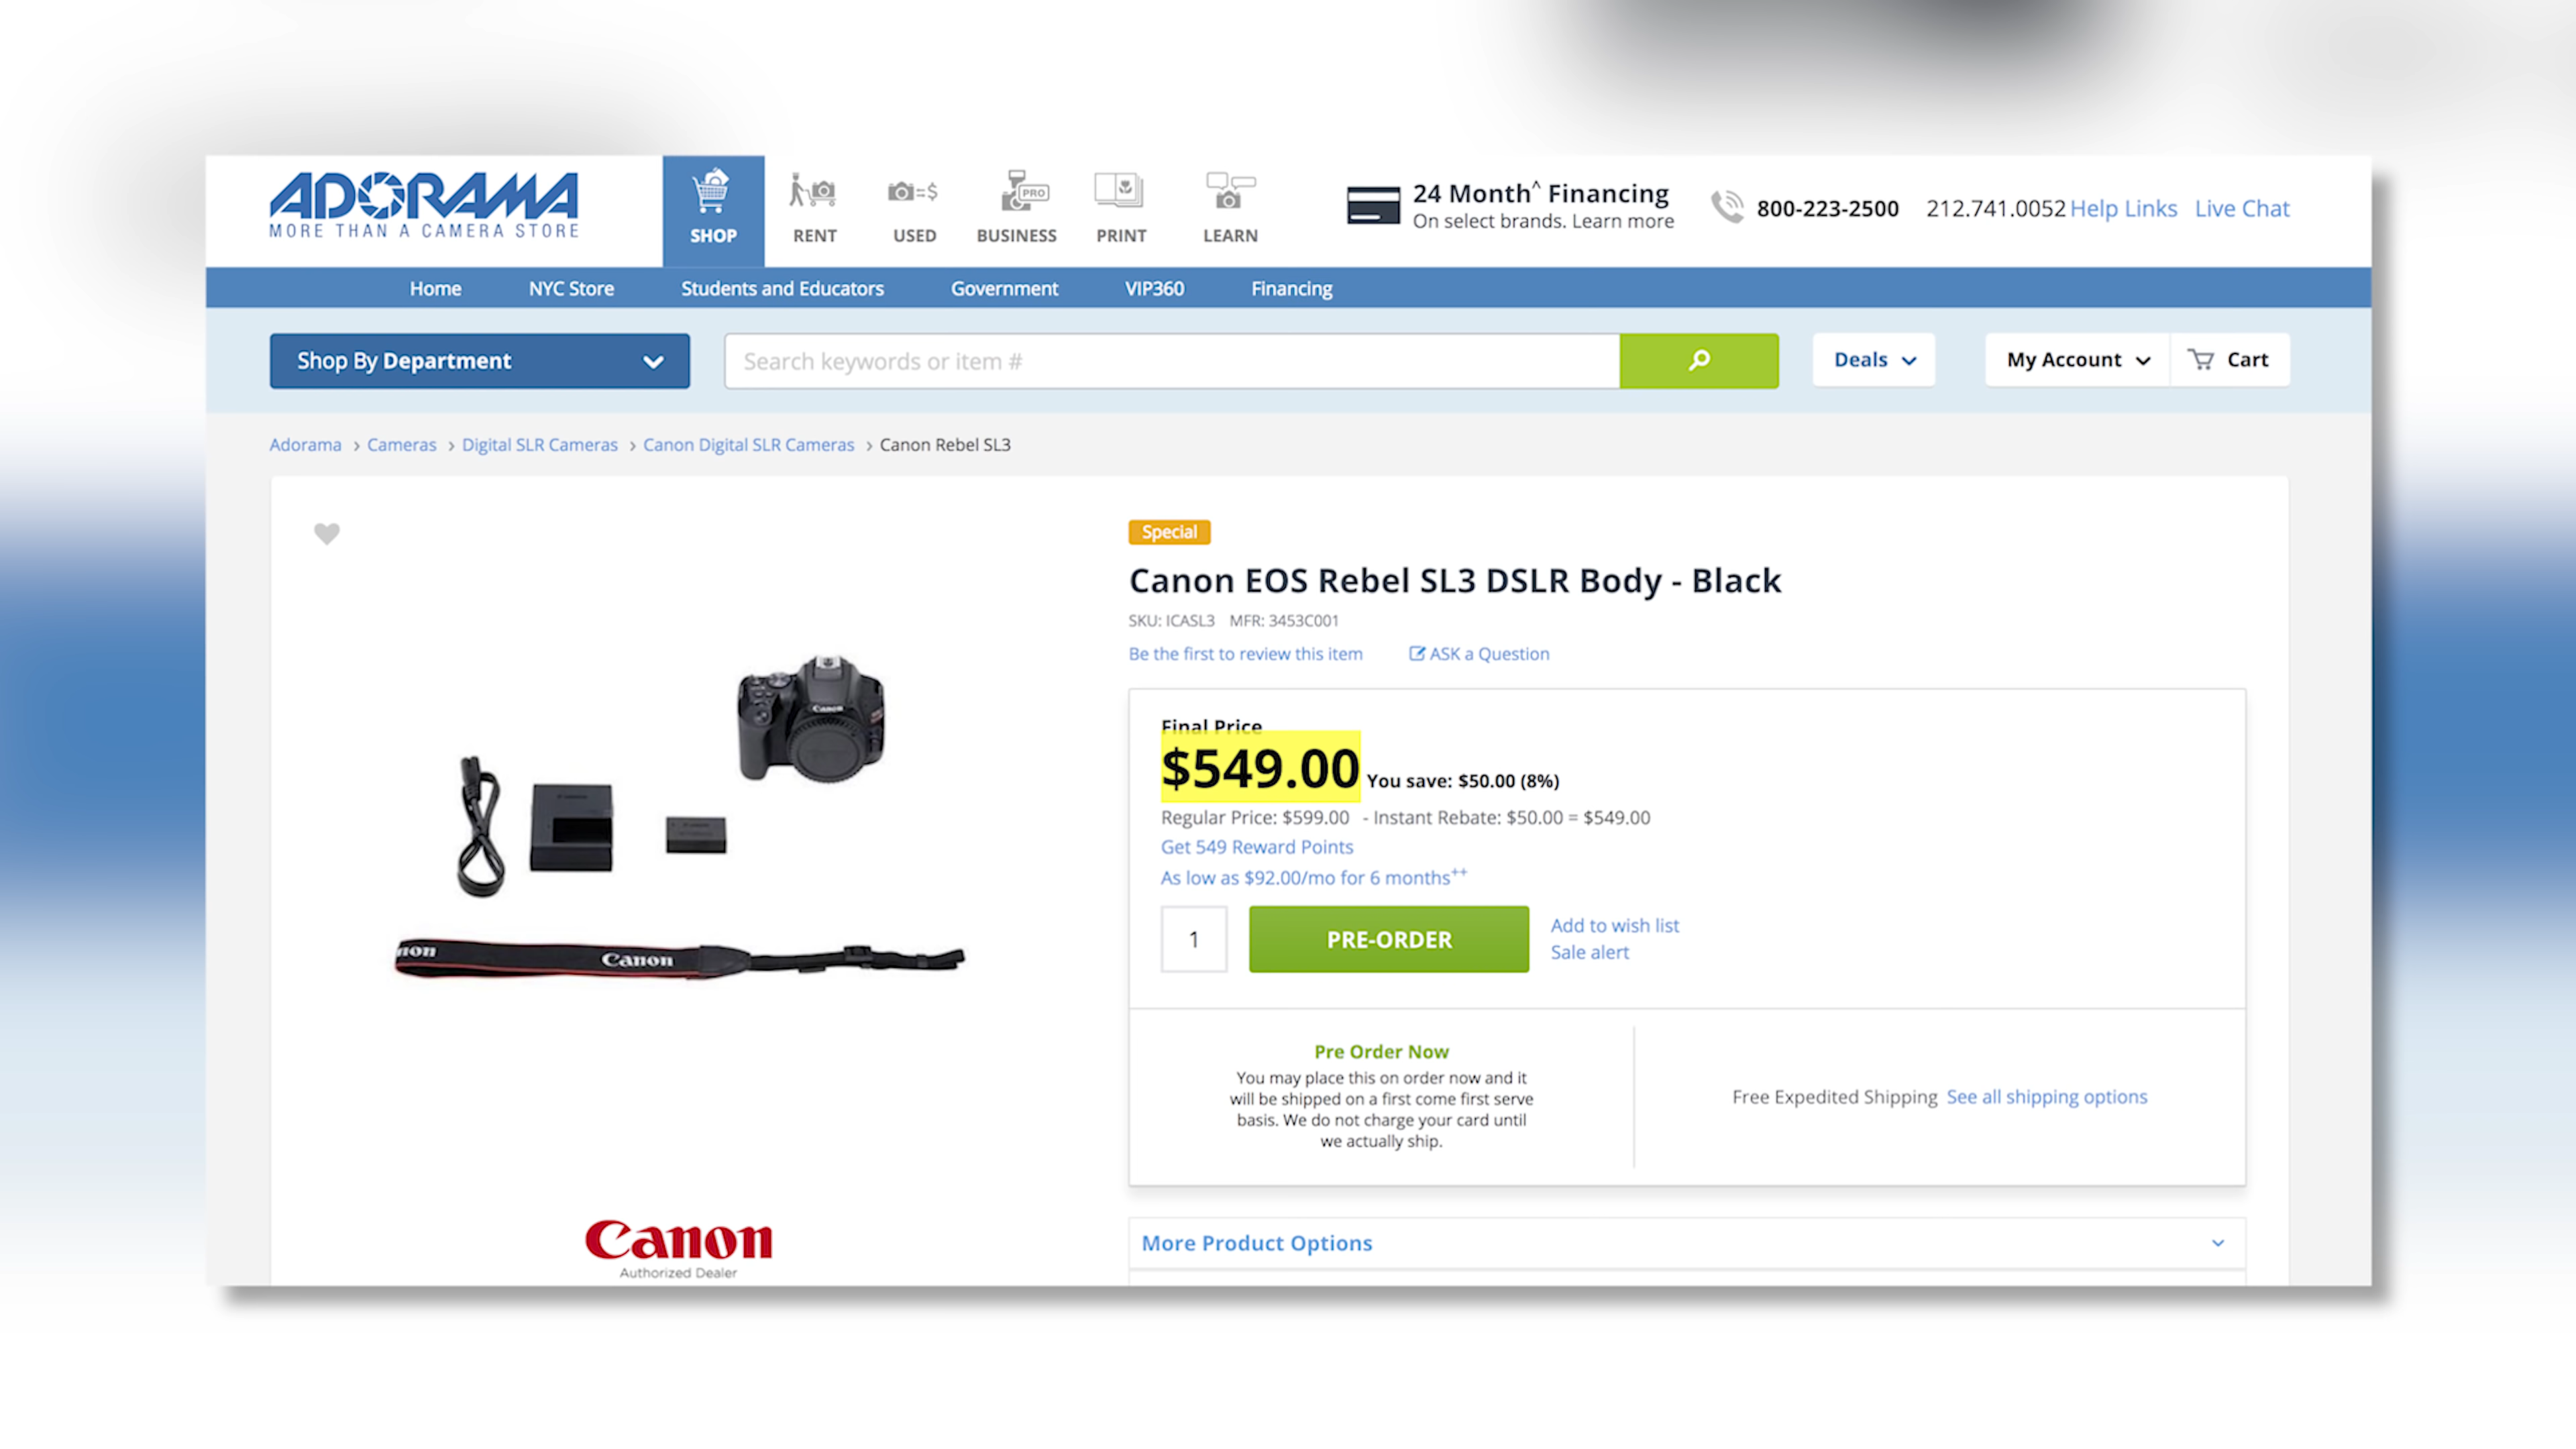 ADORAMA
MORE THAN A CAMERA STORE
SHOP
RENT
USED
PRO
BUSINESS
PRINT
LEARN
24 Month^ Financing
On select brands. Learn more
800-223-2500 212.741.0052 Help Links Live Chat
Home NYC Store Students and Educators Government VIP360 Financing
Shop By Department
Search keywords or item #
Deals
My Account
Cart
Adorama > Cameras > Digital SLR Cameras > Canon Digital SLR Cameras > Canon Rebel SL3
Special
Canon EOS Rebel SL3 DSLR Body - Black
SKU: ICASL3 MFR: 3453C001
Be the first to review this item ASK a Question
Final Price
$549.00 You save: $50.00 (8%)
Regular Price: $599.00 - Instant Rebate: $50.00 = $549.00
Get 549 Reward Points
As low as $92.00/mo for 6 months++
1
PRE-ORDER
Add to wish list
Sale alert
Pre Order Now
You may place this on order now and it
will be shipped on a first come first serve
basis. We do not charge your card until
we actually ship.
Free Expedited Shipping See all shipping options
More Product Options
Canon
non
Canon
Canon
Authorized Dealer